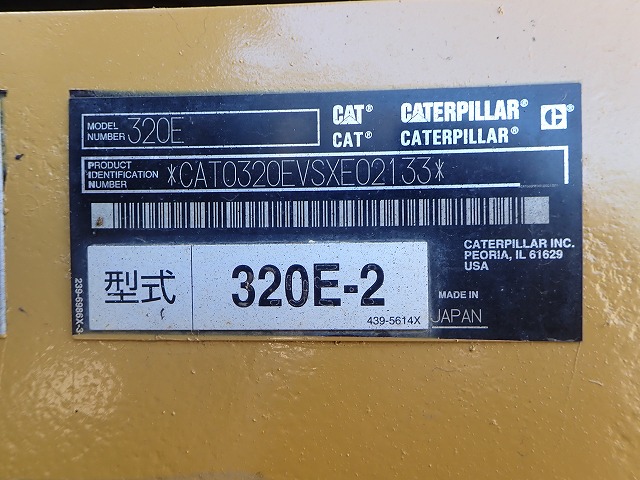 MODEL NUMBER 320E
CAT® CATERPILLAR® C®
CAT® CATERPILLAR®
PRODUCT IDENTIFICATION NUMBER *CAT0320EVSXE02133*
CATERPILLAR INC.
PEORIA, IL 61629
USA
型式 320E-2
439-5614X
MADE IN JAPAN
239-6986X-3